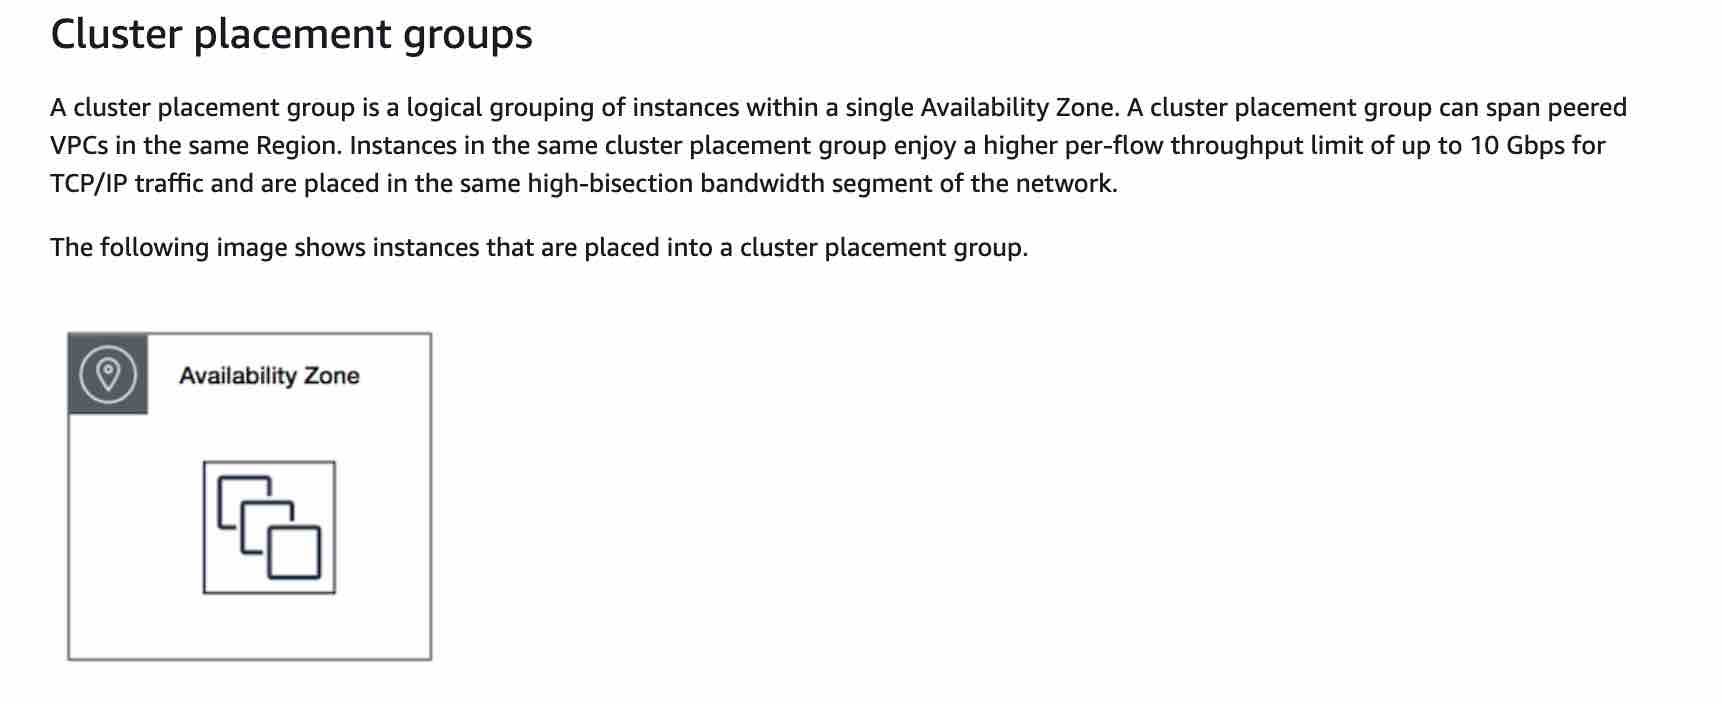 Cluster placement groups
A cluster placement group is a logical grouping of instances within a single Availability Zone. A cluster placement group can span peered
VPCs in the same Region. Instances in the same cluster placement group enjoy a higher per-flow throughput limit of up to 10 Gbps for
TCP/IP traffic and are placed in the same high-bisection bandwidth segment of the network.
The following image shows instances that are placed into a cluster placement group.
Availability Zone